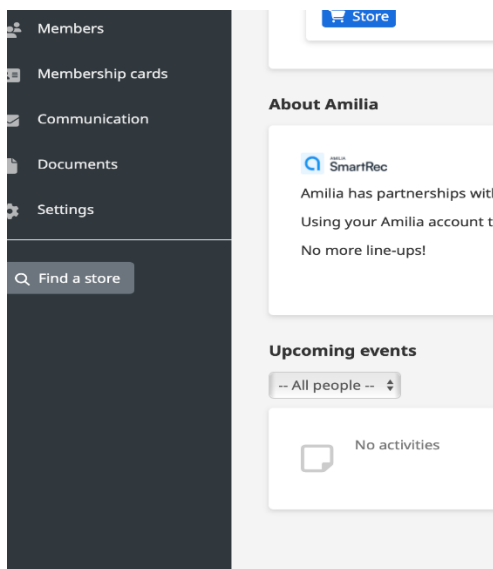 Members
Membership cards
Communication
Documents
Settings
Find a store
Store
About Amilia
AMILIA
SmartRec
Amilia has partnerships with
Using your Amilia account t
No more line-ups!
Upcoming events
-- All people --
No activities